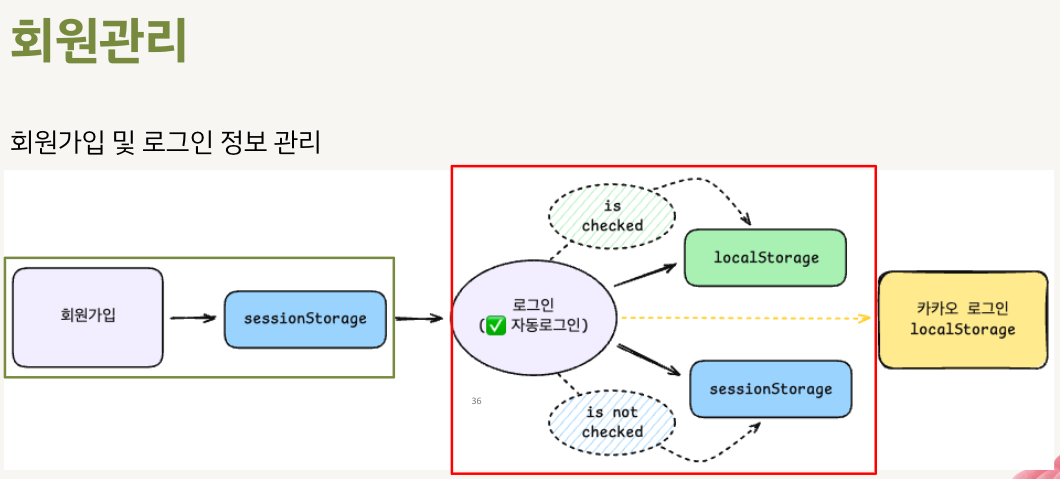 회원관리
회원가입 및 로그인 정보 관리
회원가입
sessionStorage
is
checked
localStorage
로그인
(✅ 자동로그인)
카카오 로그인
localStorage
sessionStorage
is not
checked
36